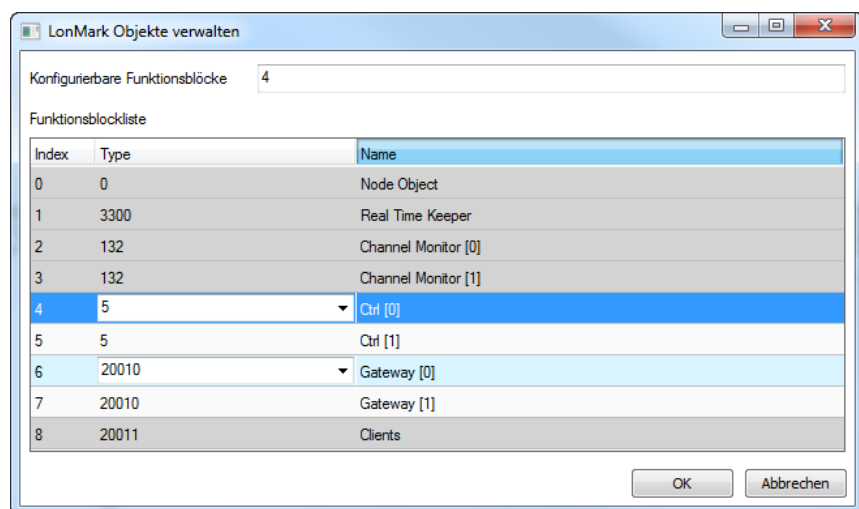 LonMark Objekte verwalten
Konfigurierbare Funktionsblöcke 4
Funktionsblockliste
Index Type Name
0 0 Node Object
1 3300 Real Time Keeper
2 132 Channel Monitor [0]
3 132 Channel Monitor [1]
4 5 Ctrl [0]
5 5 Ctrl [1]
6 20010 Gateway [0]
7 20010 Gateway [1]
8 20011 Clients
OK Abbrechen